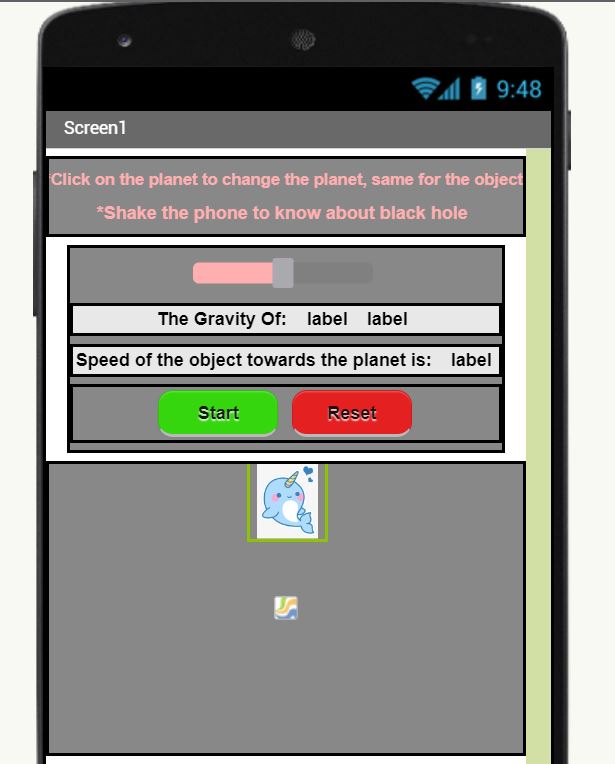 9:48
Screen1
*Click on the planet to change the planet, same for the object
*Shake the phone to know about black hole
The Gravity Of: label label
Speed of the object towards the planet is: label
Start Reset